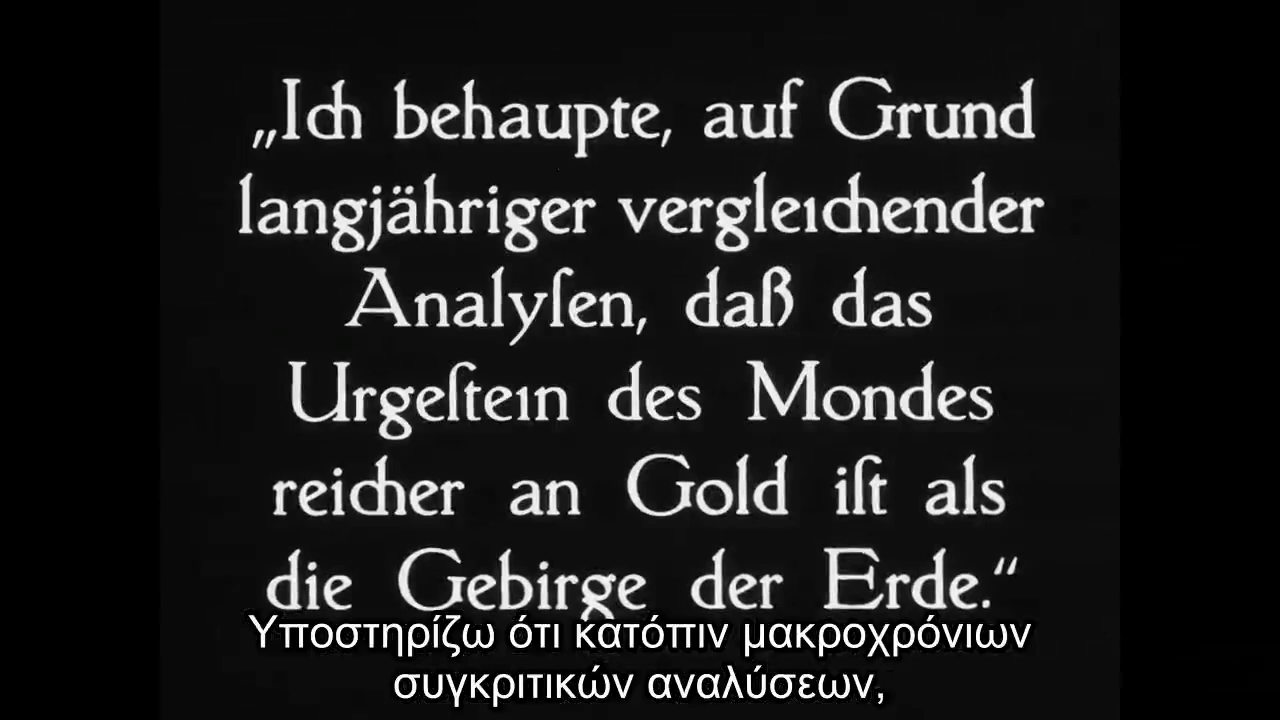 „Ich behaupte, auf Grund
langjähriger vergleichender
Analyſen, daß das
Urgeſtein des Mondes
reicher an Gold iſt als
die Gebirge der Erde.“
Υποστηρίζω ότι κατόπιν μακροχρόνιων
συγκριτικών αναλύσεων,